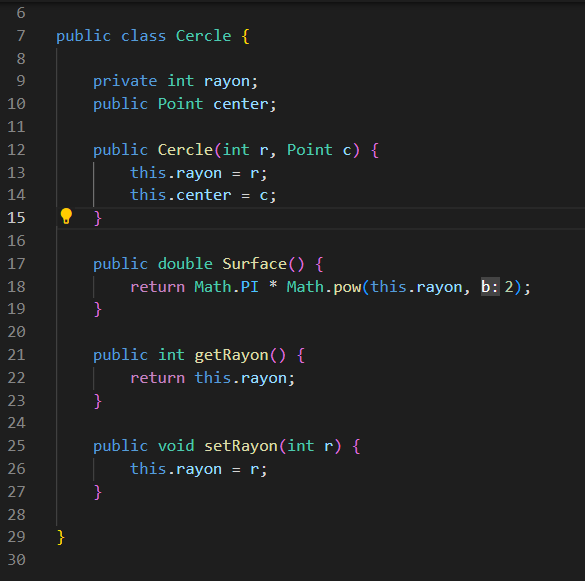 6
7 public class Cercle {
8
9 private int rayon;
10 public Point center;
11
12 public Cercle(int r, Point c) {
13 this.rayon = r;
14 this.center = c;
15 }
16
17 public double Surface() {
18 return Math.PI * Math.pow(this.rayon, b: 2);
19 }
20
21 public int getRayon() {
22 return this.rayon;
23 }
24
25 public void setRayon(int r) {
26 this.rayon = r;
27 }
28
29 }
30